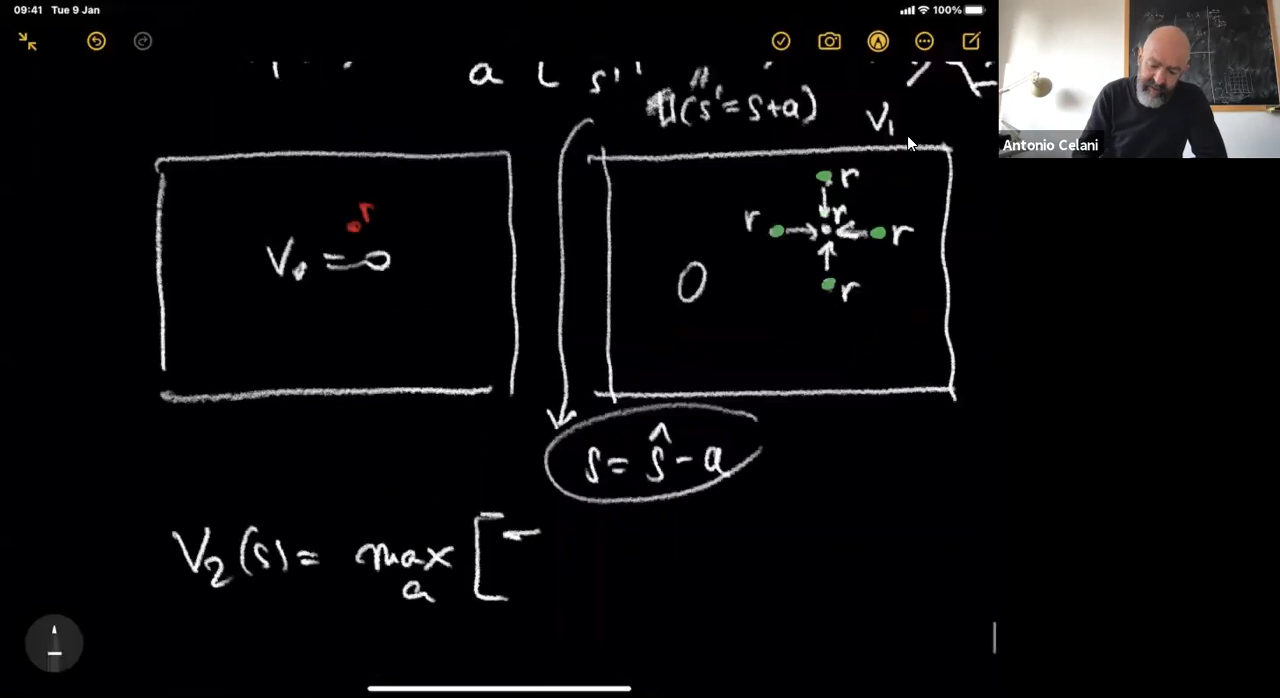 09:41 Tue 9 Jan
100%
Antonio Celani
a
(s' = s+a)
V₁
r
r
r
r
r
r
V₀ = 0
0
s = ŝ - a
V₂(s) = max [
a